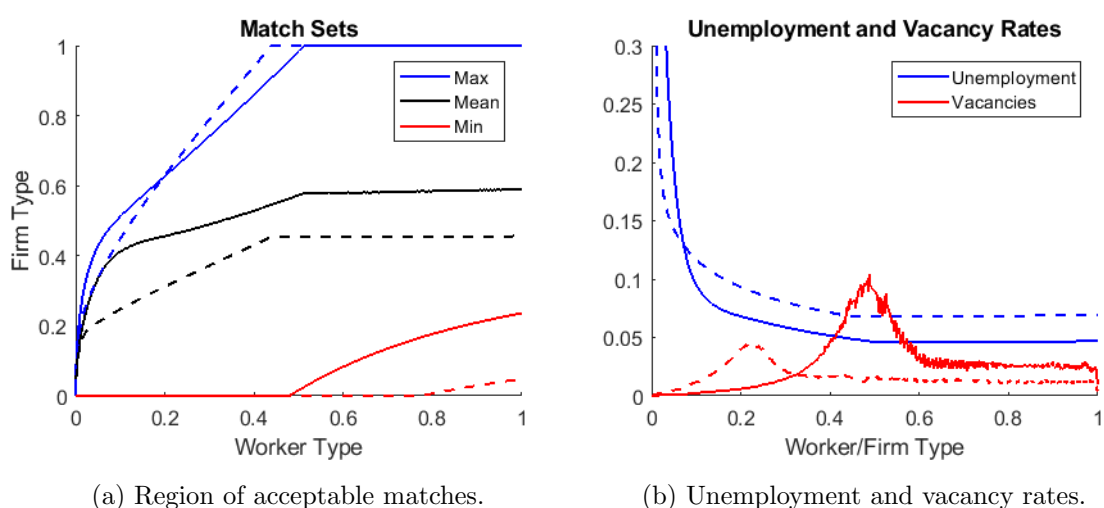 Match Sets
1
0.8
0.6
0.4
0.2
0
0 0.2 0.4 0.6 0.8 1
Firm Type
Worker Type
Max
Mean
Min
(a) Region of acceptable matches.
Unemployment and Vacancy Rates
0.3
0.25
0.2
0.15
0.1
0.05
0
0 0.2 0.4 0.6 0.8 1
Worker/Firm Type
Unemployment
Vacancies
(b) Unemployment and vacancy rates.